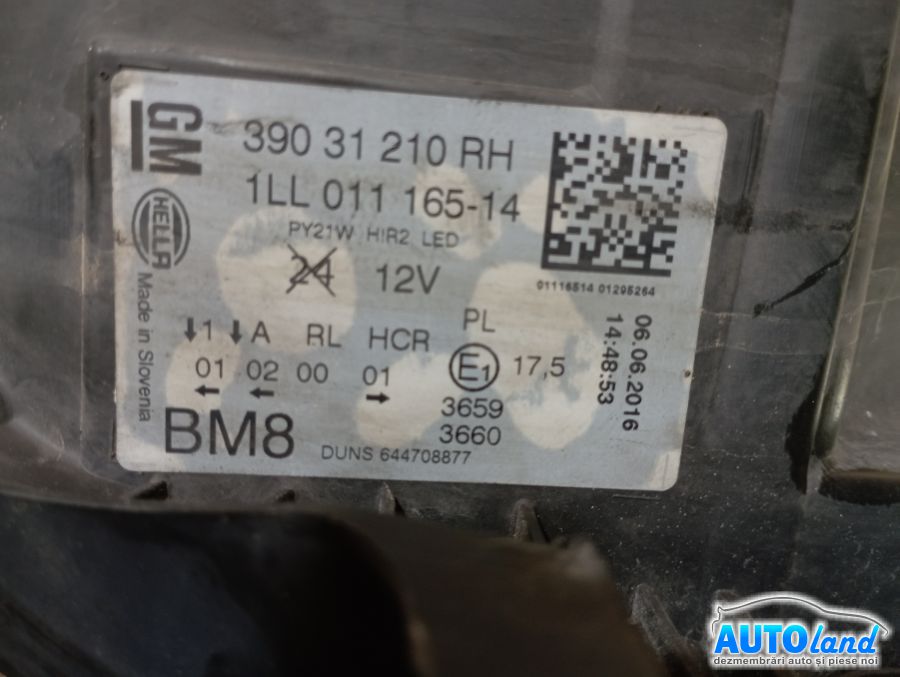 GM
39 0 31 210 RH
1LL 011 165-14
HELLA
Made in Slovenia
PY21W HIR2 LED
24 12V
01116514 01295264
06.06.2016
14:48:53
↓1 ↓A RL HCR PL
01 02 00 01 E1 17,5
← ← →
3659
3660
BM8
DUNS 644708877
AUTOland
dezmembrări auto și piese noi